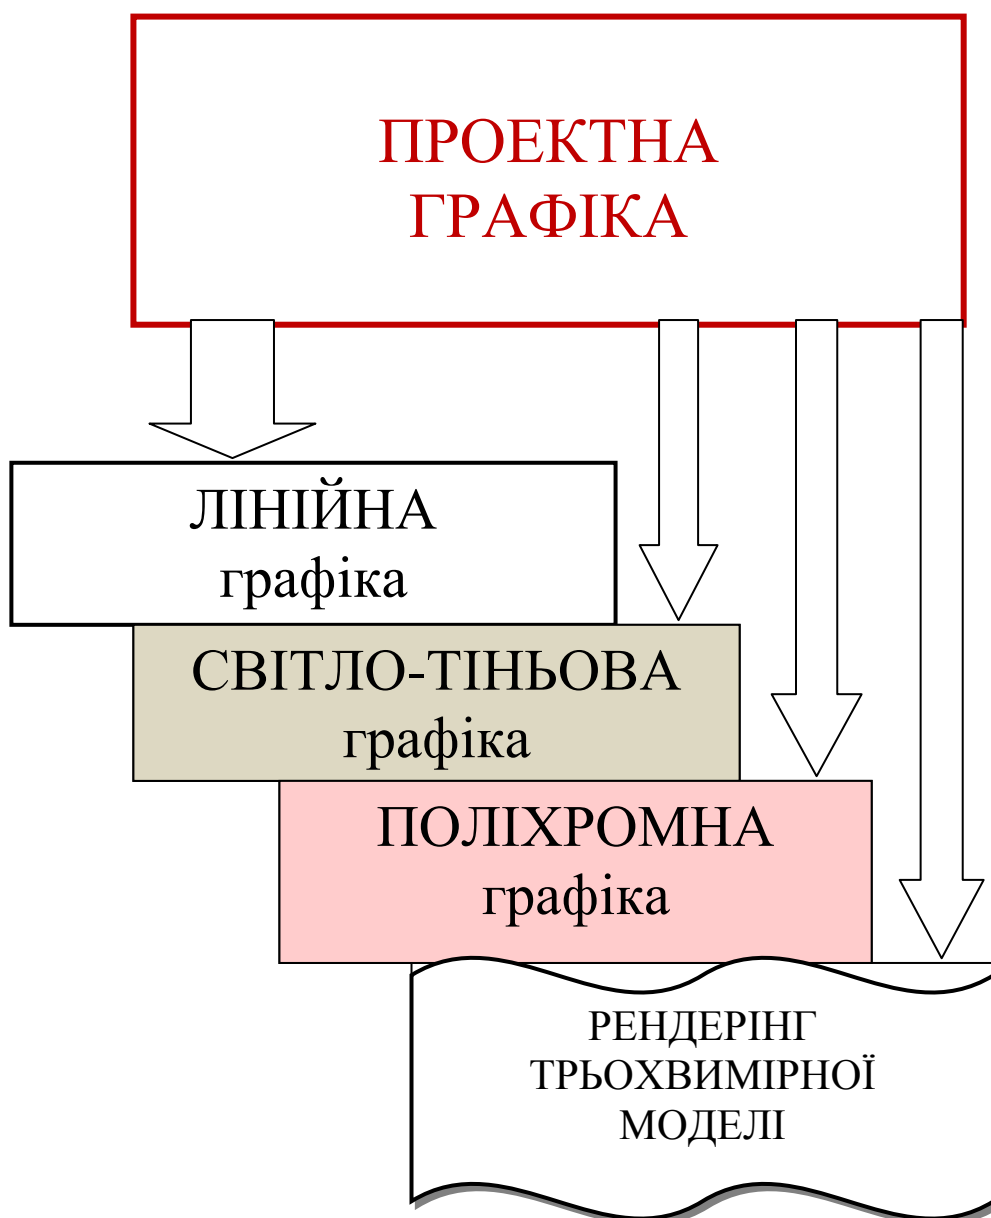 ПРОЕКТНА
ГРАФІКА
ЛІНІЙНА
графіка
СВІТЛО-ТІНЬОВА
графіка
ПОЛІХРОМНА
графіка
РЕНДЕРІНГ
ТРЬОХВИМІРНОЇ
МОДЕЛІ